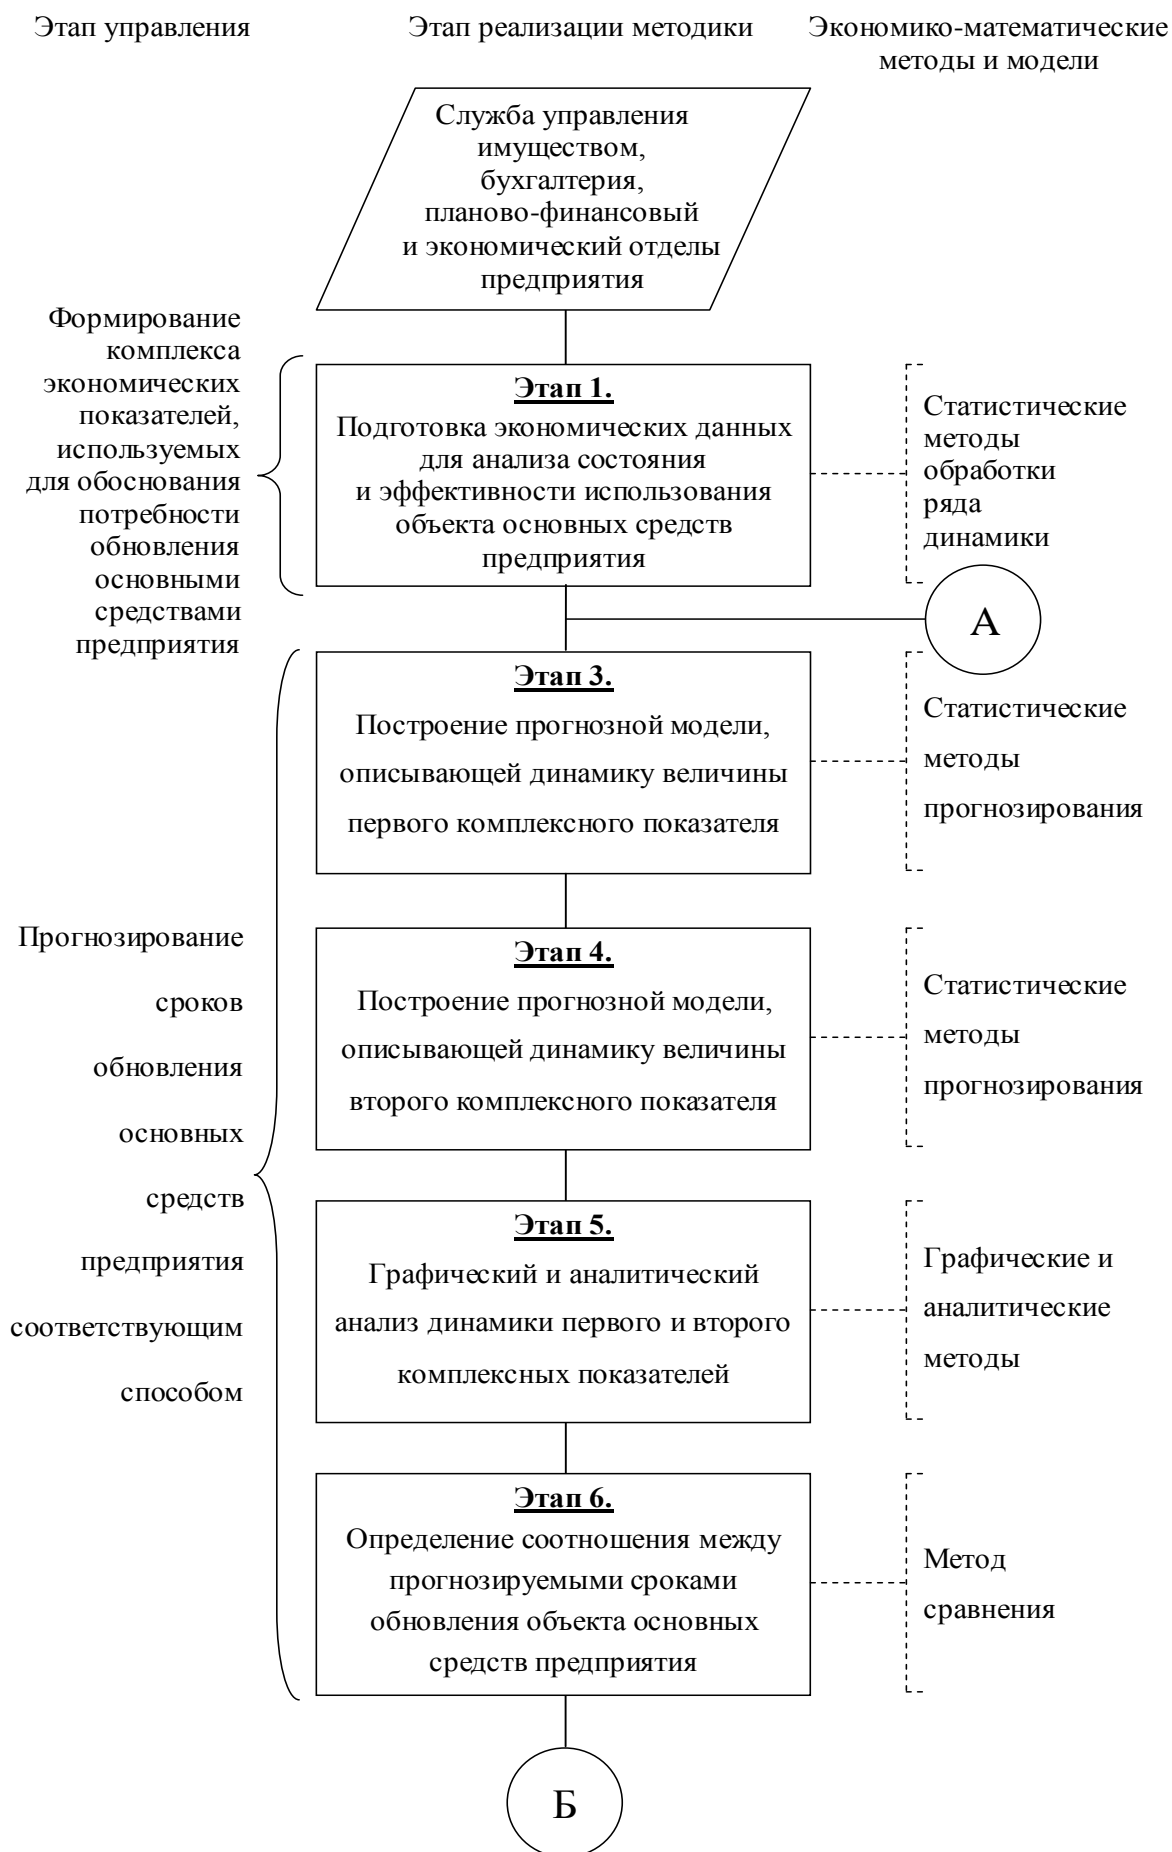 Этап управления
Этап реализации методики
Экономико-математические
методы и модели
Служба управления
имуществом,
бухгалтерия,
планово-финансовый
и экономический отделы
предприятия
Формирование
комплекса
экономических
показателей,
используемых
для обоснования
потребности
обновления
основными
средствами
предприятия
Этап 1.
Подготовка экономических данных
для анализа состояния
и эффективности использования
объекта основных средств
предприятия
Статистические
методы
обработки
ряда
динамики
А
Прогнозирование
сроков
обновления
основных
средств
предприятия
соответствующим
способом
Этап 3.
Построение прогнозной модели,
описывающей динамику величины
первого комплексного показателя
Статистические
методы
прогнозирования
Этап 4.
Построение прогнозной модели,
описывающей динамику величины
второго комплексного показателя
Статистические
методы
прогнозирования
Этап 5.
Графический и аналитический
анализ динамики первого и второго
комплексных показателей
Графические и
аналитические
методы
Этап 6.
Определение соотношения между
прогнозируемыми сроками
обновления объекта основных
средств предприятия
Метод
сравнения
Б